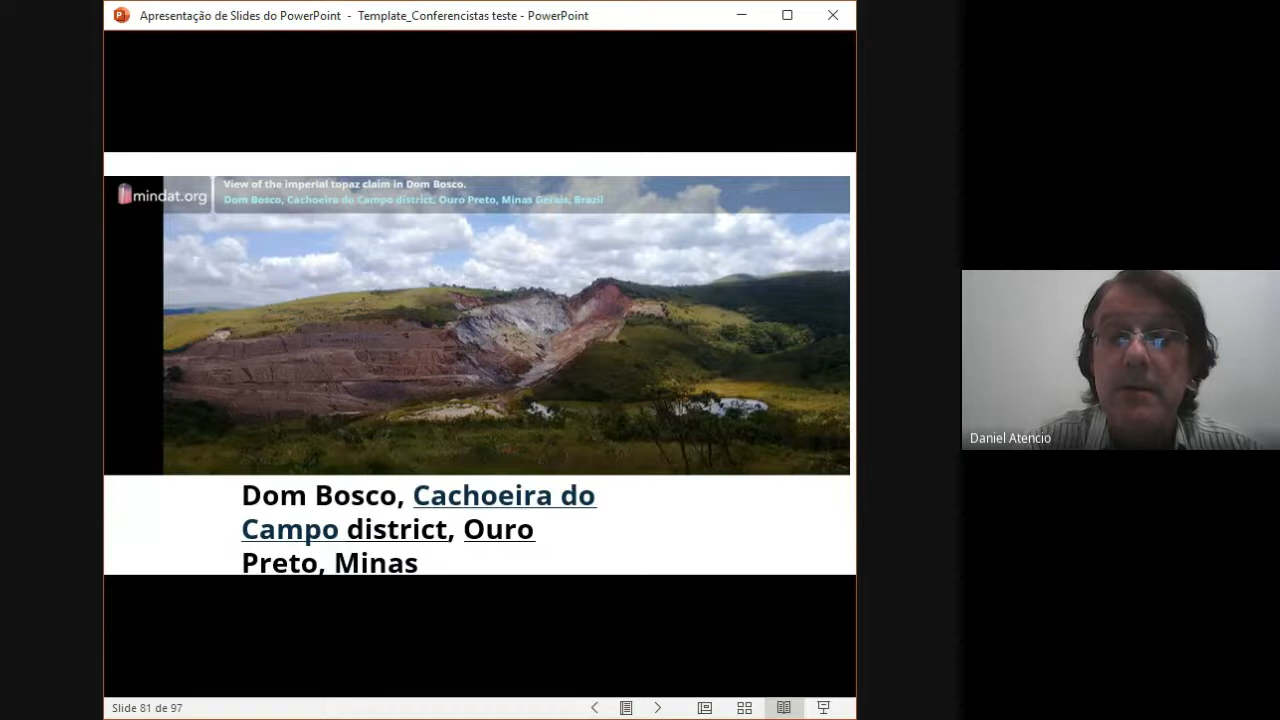 Apresentação de Slides do PowerPoint - Template_Conferencistas teste - PowerPoint
mindat.org
View of the imperial topaz claim in Dom Bosco.
Dom Bosco, Cachoeira do Campo district, Ouro Preto, Minas Gerais, Brazil
Daniel Atencio
Dom Bosco, Cachoeira do
Campo district, Ouro
Preto, Minas
Slide 81 de 97